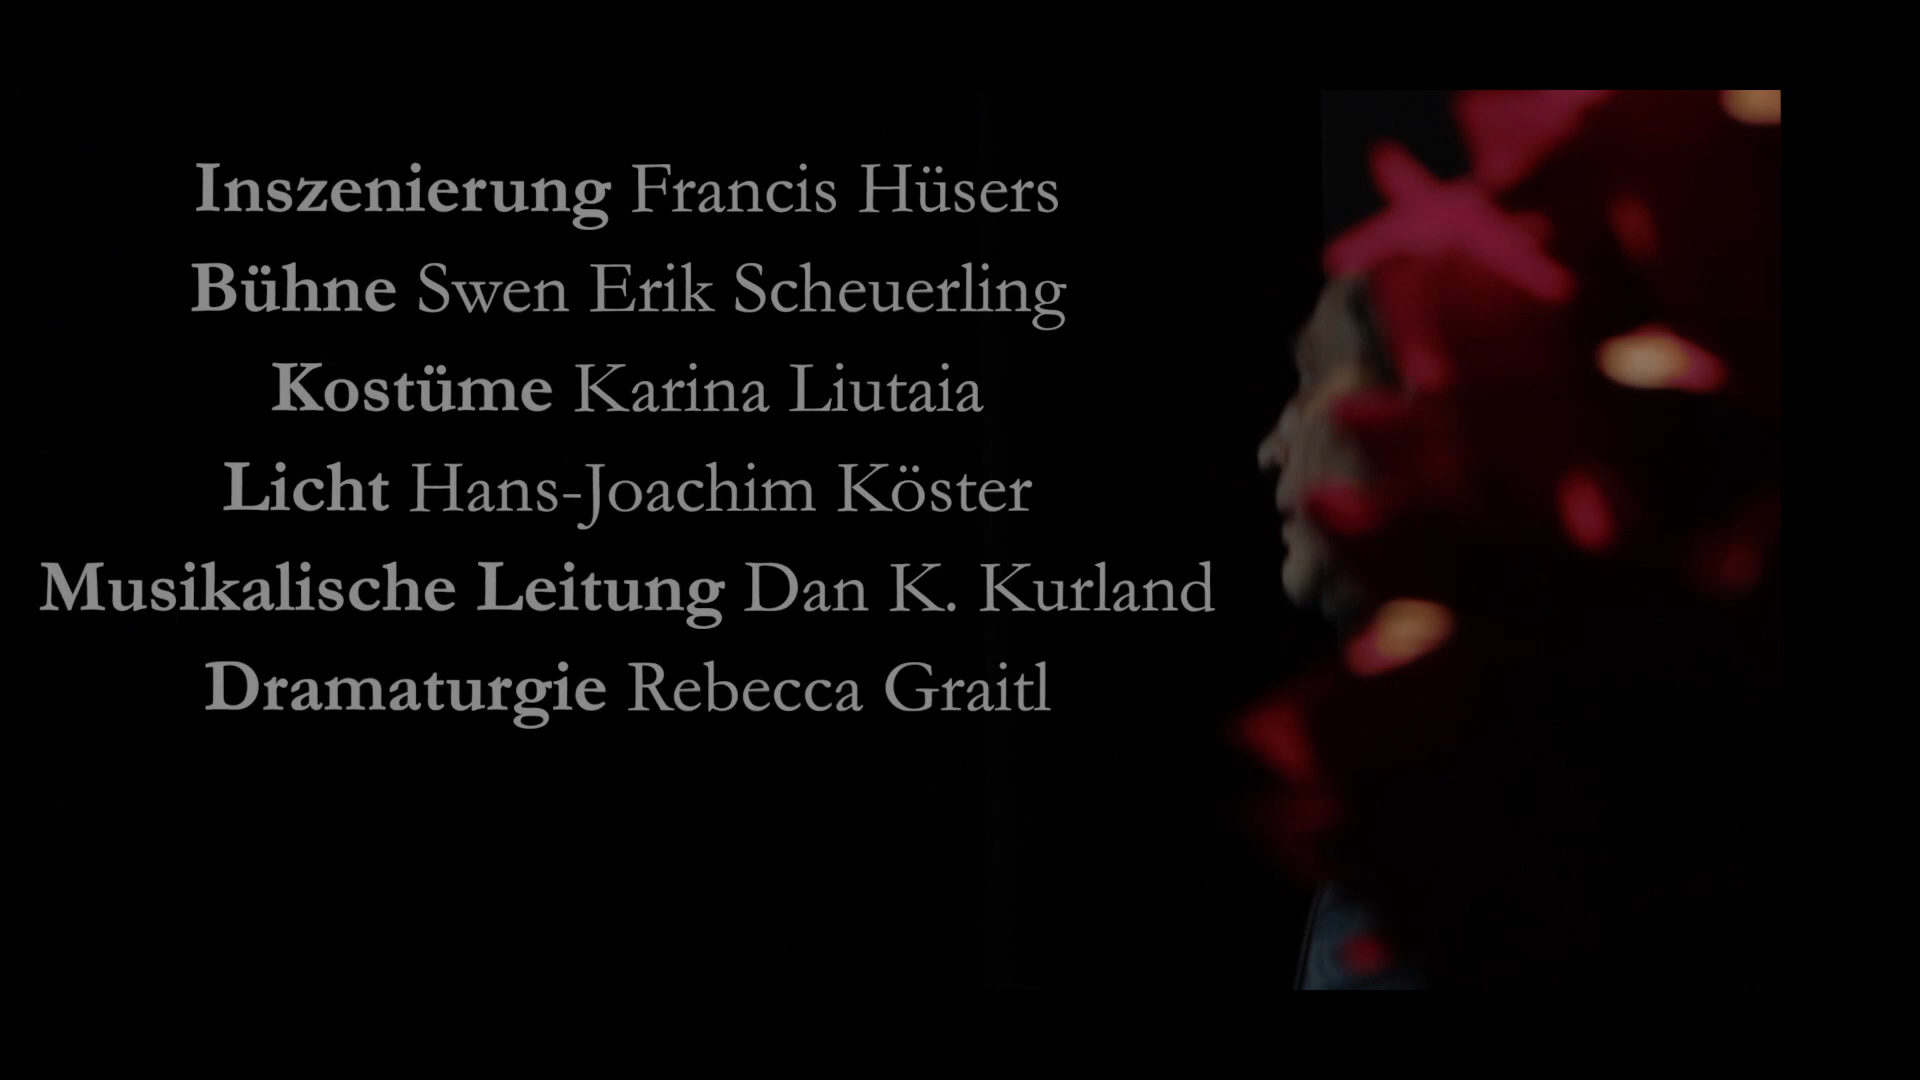 Inszenierung Francis Hüsers
Bühne Swen Erik Scheuerling
Kostüme Karina Liutaia
Licht Hans-Joachim Köster
Musikalische Leitung Dan K. Kurland
Dramaturgie Rebecca Graitl